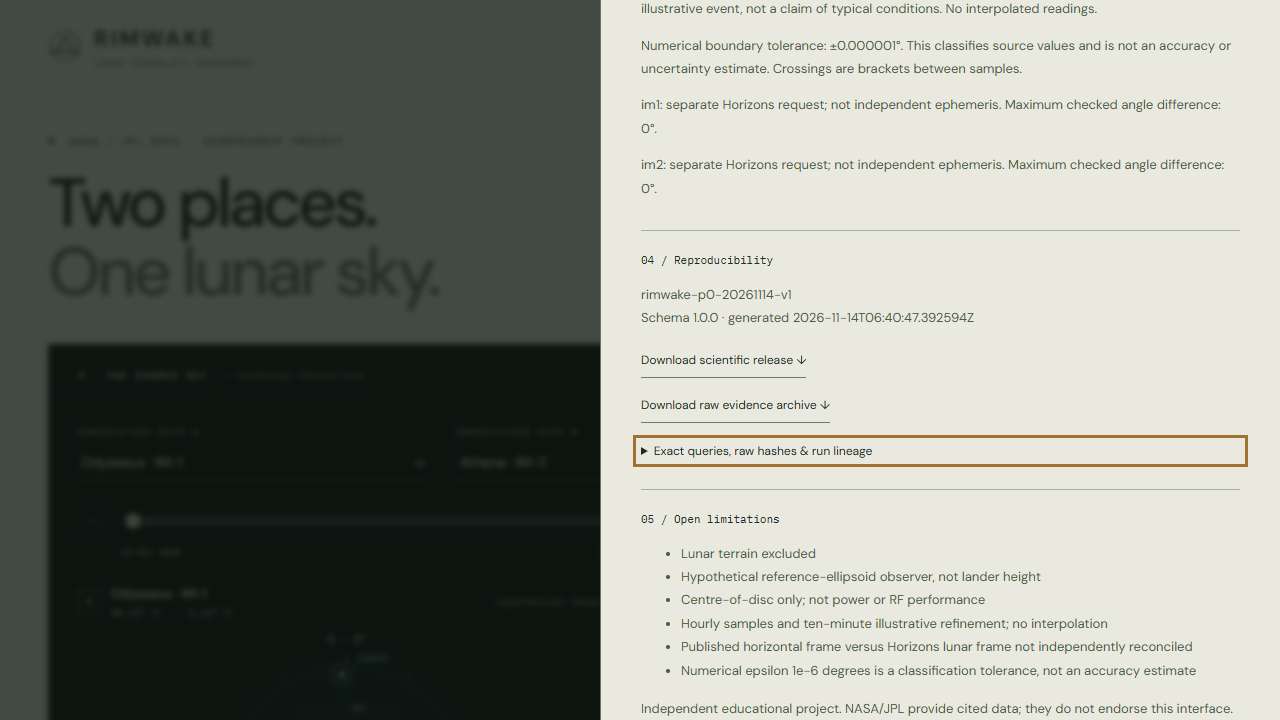 RIMWAKE
Two places.
One lunar sky.
illustrative event, not a claim of typical conditions. No interpolated readings.
Numerical boundary tolerance: ±0.000001°. This classifies source values and is not an accuracy or
uncertainty estimate. Crossings are brackets between samples.
im1: separate Horizons request; not independent ephemeris. Maximum checked angle difference:
0°.
im2: separate Horizons request; not independent ephemeris. Maximum checked angle difference:
0°.
04 / Reproducibility
rimwake-p0-20261114-v1
Schema 1.0.0 · generated 2026-11-14T06:40:47.392594Z
Download scientific release ↓
Download raw evidence archive ↓
Exact queries, raw hashes & run lineage
05 / Open limitations
• Lunar terrain excluded
• Hypothetical reference-ellipsoid observer, not lander height
• Centre-of-disc only; not power or RF performance
• Hourly samples and ten-minute illustrative refinement; no interpolation
• Published horizontal frame versus Horizons lunar frame not independently reconciled
• Numerical epsilon 1e-6 degrees is a classification tolerance, not an accuracy estimate
Independent educational project. NASA/JPL provide cited data; they do not endorse this interface.